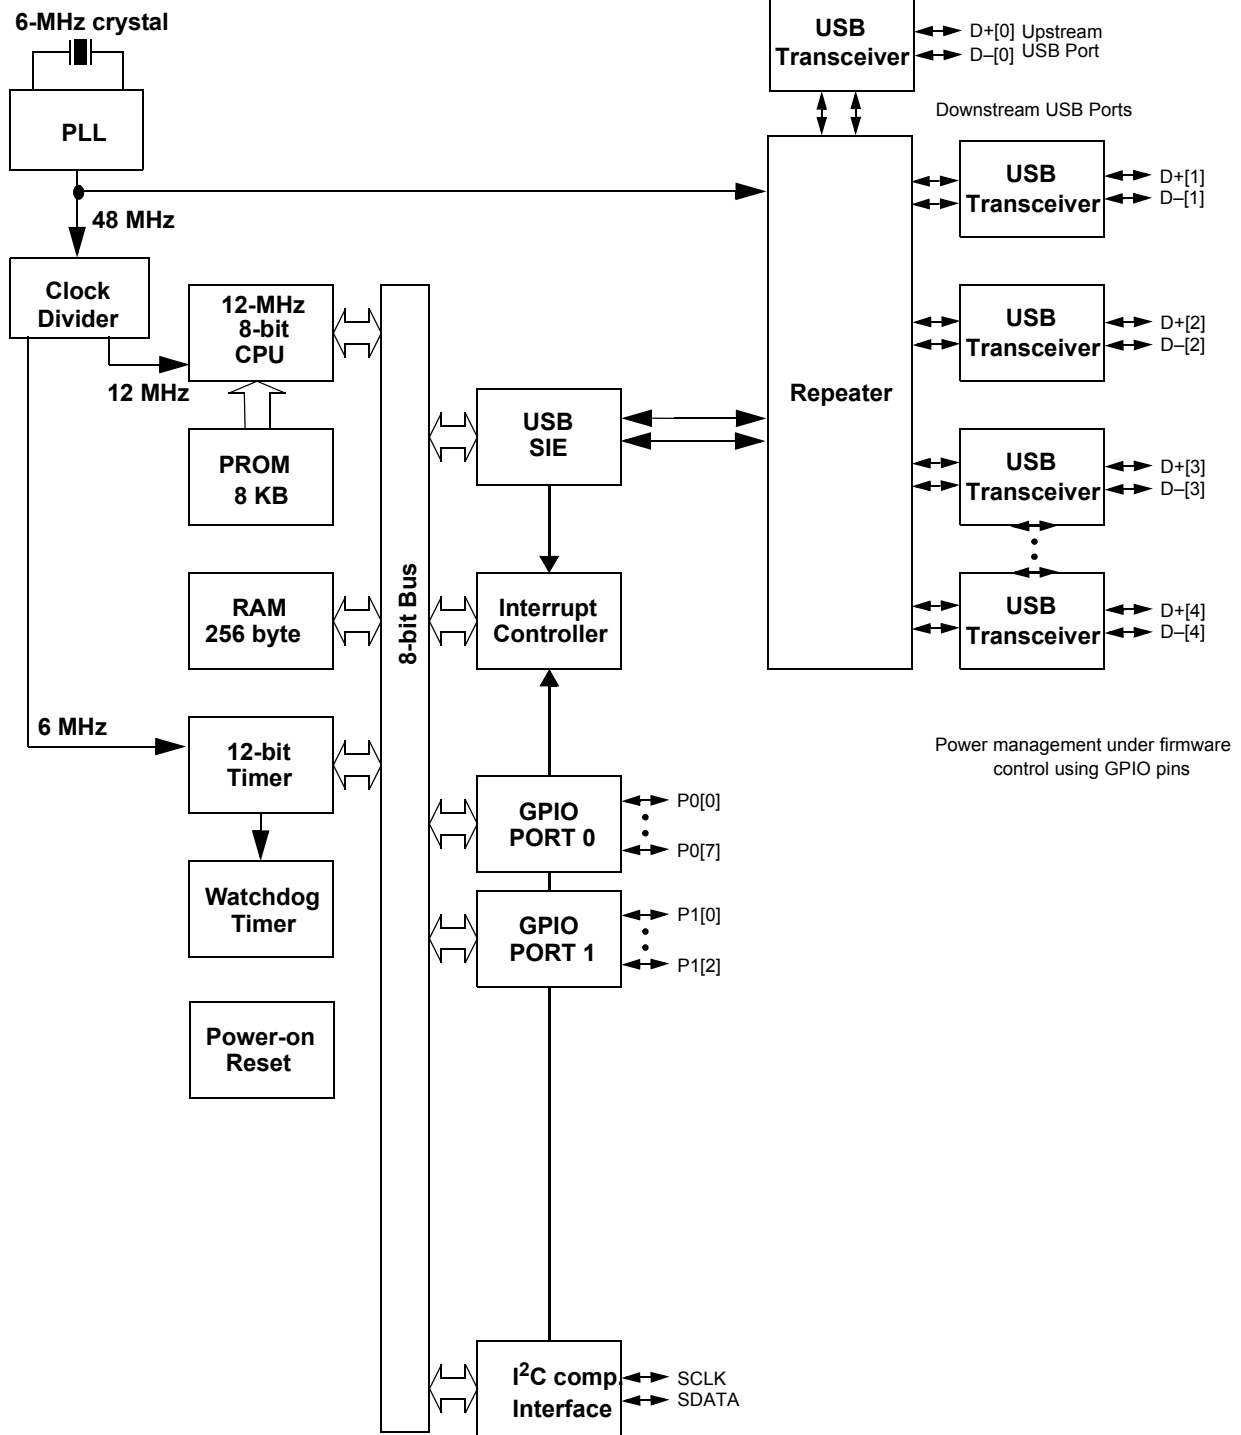 6-MHz crystal
PLL
48 MHz
Clock
Divider
12-MHz
8-bit
CPU
12 MHz
PROM
8 KB
RAM
256 byte
6 MHz
12-bit
Timer
Watchdog
Timer
Power-on
Reset
8-bit Bus
USB
SIE
Interrupt
Controller
GPIO
PORT 0
P0[0]
P0[7]
GPIO
PORT 1
P1[0]
P1[2]
I2C comp.
Interface
SCLK
SDATA
USB
Transceiver
D+[0] Upstream
D–[0] USB Port
Downstream USB Ports
Repeater
USB
Transceiver
D+[1]
D–[1]
USB
Transceiver
D+[2]
D–[2]
USB
Transceiver
D+[3]
D–[3]
USB
Transceiver
D+[4]
D–[4]
Power management under firmware
control using GPIO pins